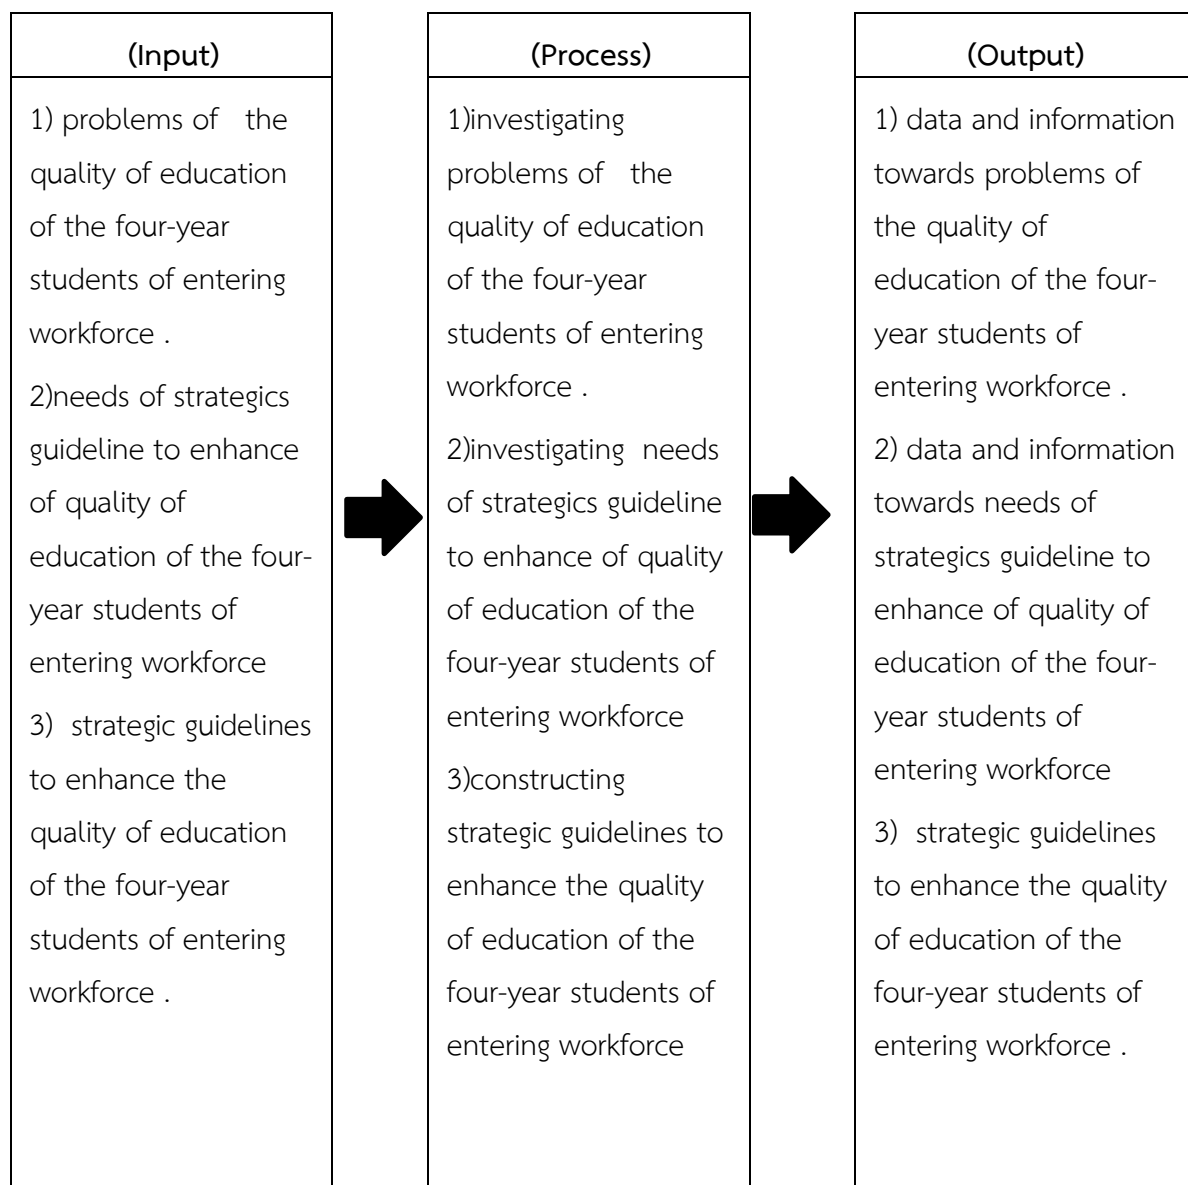 (Input)
1) problems of the
quality of education
of the four-year
students of entering
workforce .
2)needs of strategics
guideline to enhance
of quality of
education of the four-
year students of
entering workforce
3) strategic guidelines
to enhance the
quality of education
of the four-year
students of entering
workforce .
(Process)
1)investigating
problems of the
quality of education
of the four-year
students of entering
workforce .
2)investigating needs
of strategics guideline
to enhance of quality
of education of the
four-year students of
entering workforce
3)constructing
strategic guidelines to
enhance the quality
of education of the
four-year students of
entering workforce
(Output)
1) data and information
towards problems of
the quality of
education of the four-
year students of
entering workforce .
2) data and information
towards needs of
strategics guideline to
enhance of quality of
education of the four-
year students of
entering workforce
3) strategic guidelines
to enhance the quality
of education of the
four-year students of
entering workforce .